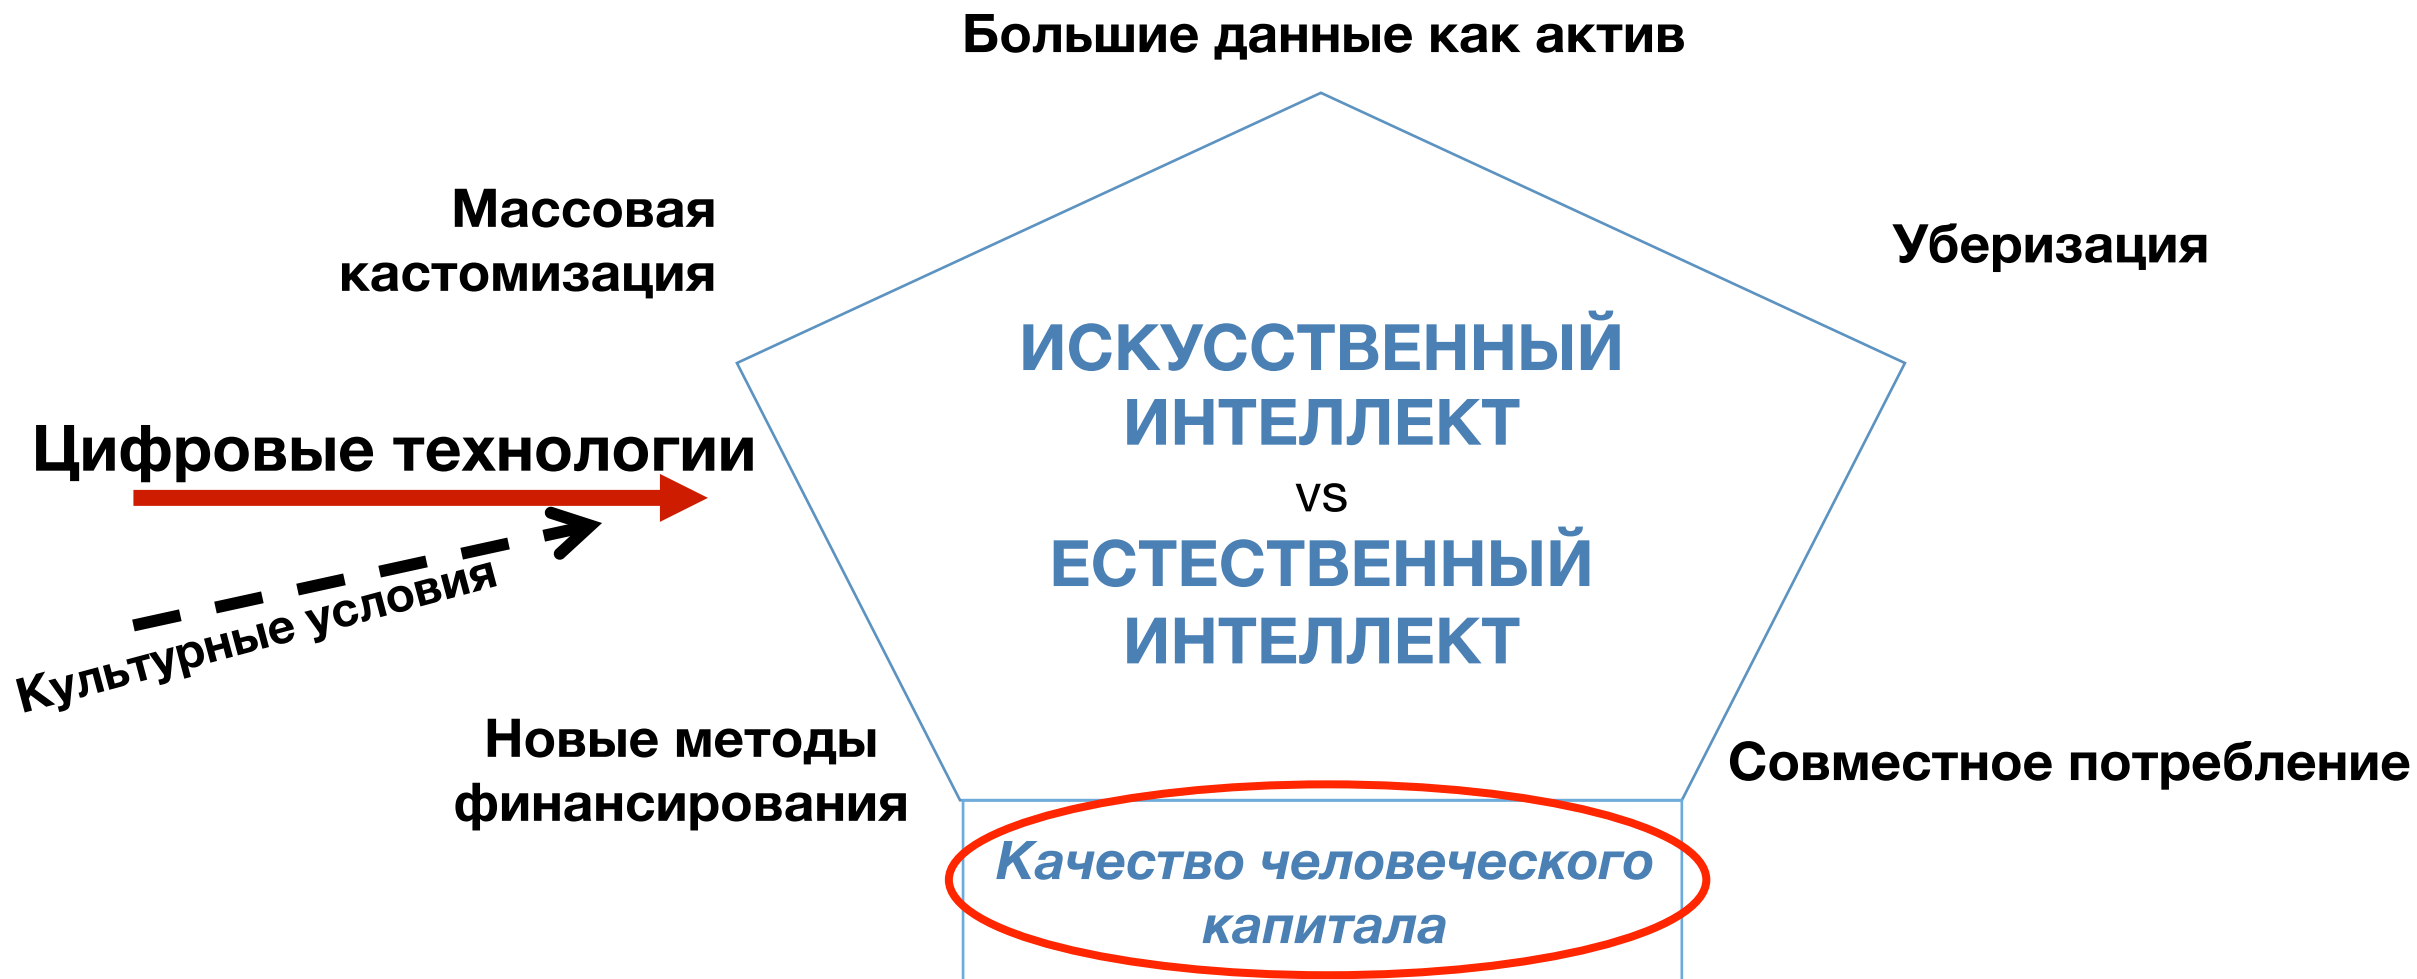 Большие данные как актив
Массовая
кастомизация
Уберизация
ИСКУССТВЕННЫЙ
ИНТЕЛЛЕКТ
vs
ЕСТЕСТВЕННЫЙ
ИНТЕЛЛЕКТ
Цифровые технологии
Культурные условия
Новые методы
финансирования
Совместное потребление
Качество человеческого
капитала